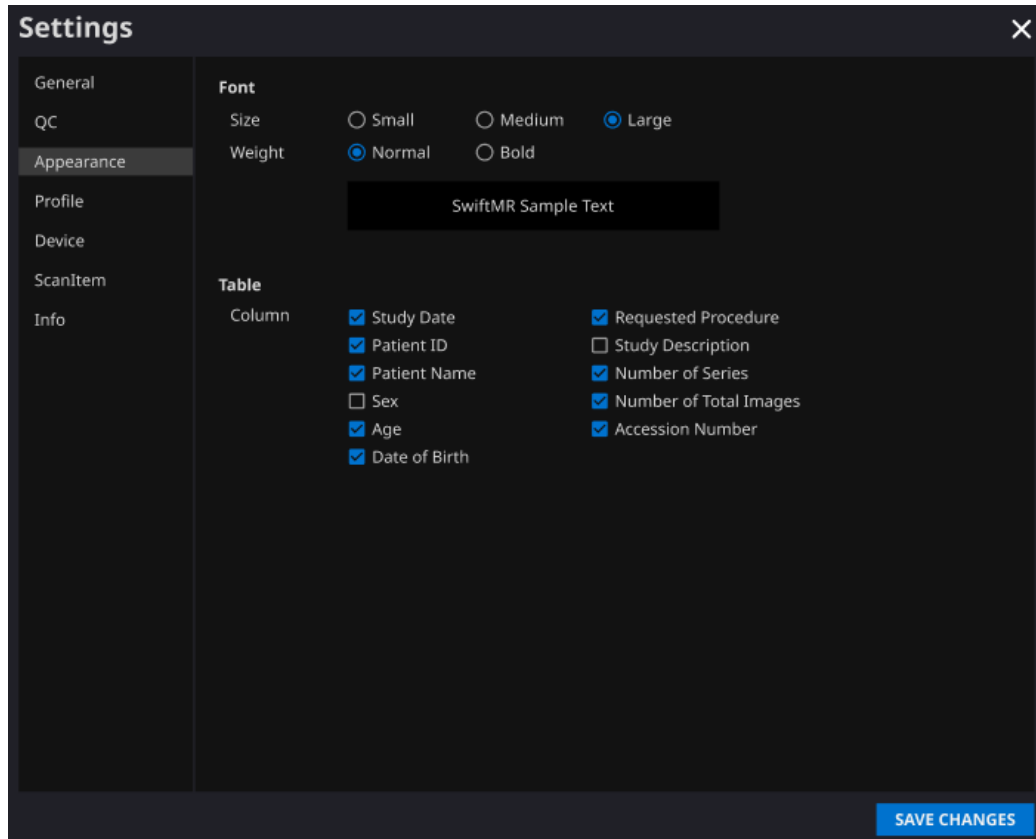 Settings
General
QC
Appearance
Profile
Device
ScanItem
Info
Font
Size Small Medium Large
Weight Normal Bold
SwiftMR Sample Text
Table
Column Study Date Requested Procedure
Patient ID Study Description
Patient Name Number of Series
Sex Number of Total Images
Age Accession Number
Date of Birth
SAVE CHANGES